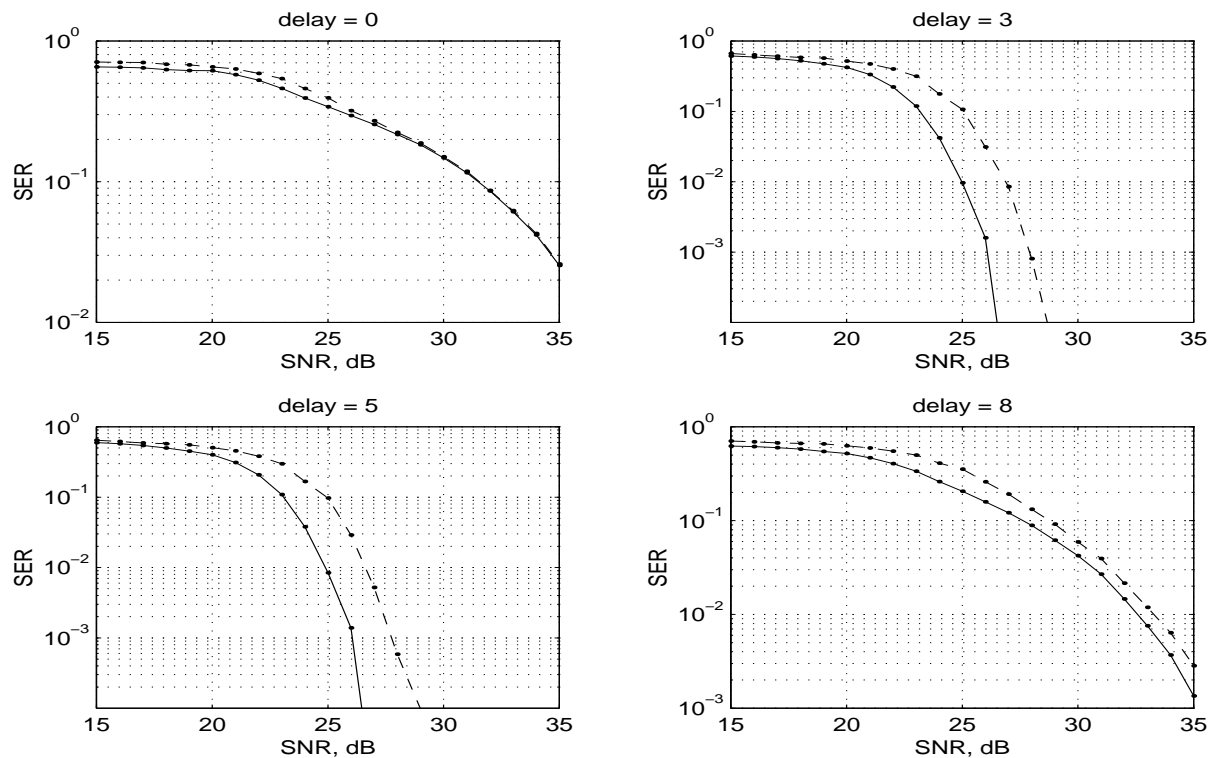 delay = 0
10^0
10^-1
10^-2
SER
15 20 25 30 35
SNR, dB
delay = 3
10^0
10^-1
10^-2
10^-3
SER
15 20 25 30 35
SNR, dB
delay = 5
10^0
10^-1
10^-2
10^-3
SER
15 20 25 30 35
SNR, dB
delay = 8
10^0
10^-1
10^-2
10^-3
SER
15 20 25 30 35
SNR, dB